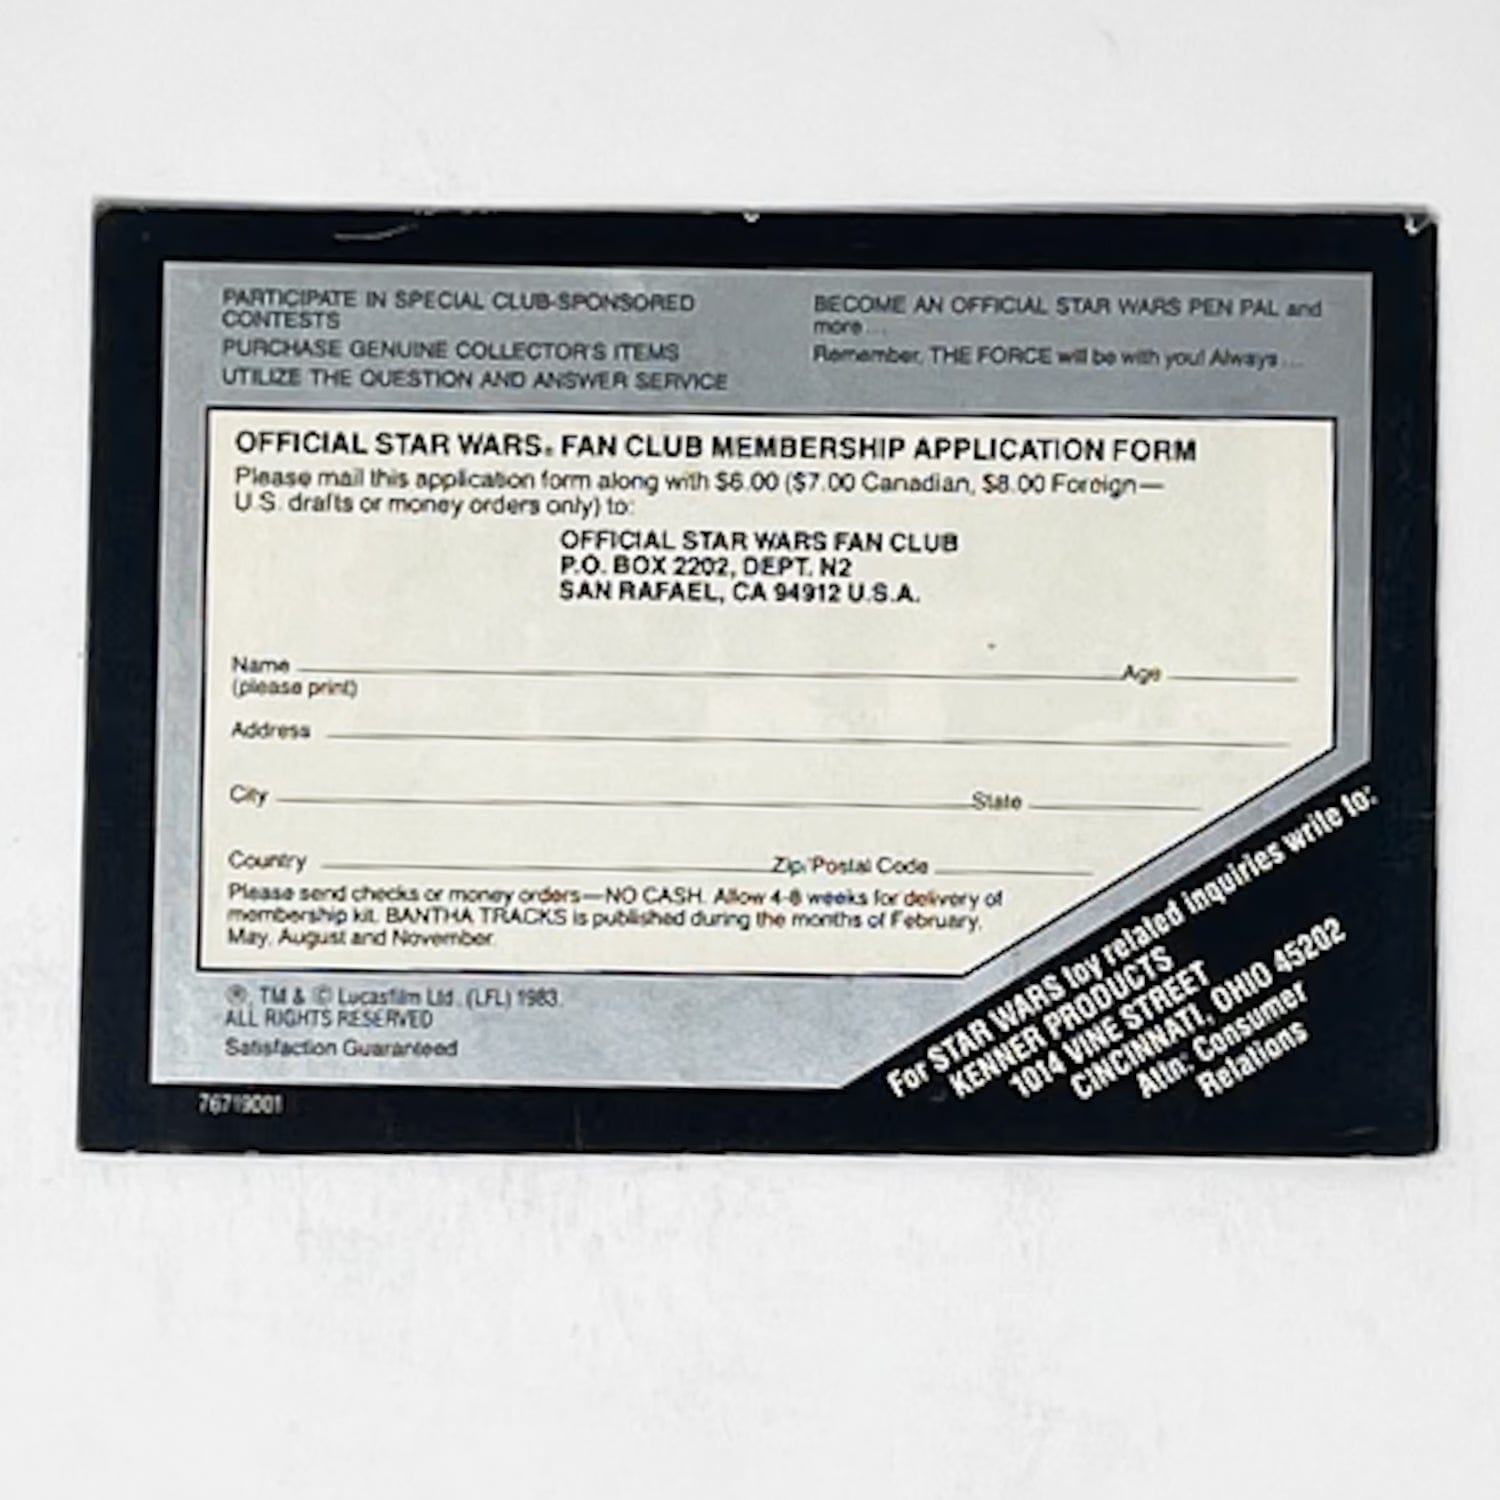 PARTICIPATE IN SPECIAL CLUB-SPONSORED
CONTESTS
PURCHASE GENUINE COLLECTOR'S ITEMS
UTILIZE THE QUESTION AND ANSWER SERVICE
BECOME AN OFFICIAL STAR WARS PEN PAL and
more ...
Remember, THE FORCE will be with you! Always ...
OFFICIAL STAR WARS® FAN CLUB MEMBERSHIP APPLICATION FORM
Please mail this application form along with $6.00 ($7.00 Canadian, $8.00 Foreign—
U.S. drafts or money orders only) to:
OFFICIAL STAR WARS FAN CLUB
P.O. BOX 2202, DEPT. N2
SAN RAFAEL, CA 94912 U.S.A.
Name Age
(please print)
Address
City State
Country Zip/Postal Code
Please send checks or money orders—NO CASH. Allow 4-8 weeks for delivery of
membership kit. BANTHA TRACKS is published during the months of February,
May, August and November.
®, TM & © Lucasfilm Ltd. (LFL) 1983.
ALL RIGHTS RESERVED
Satisfaction Guaranteed
76719001
For STAR WARS toy related inquiries write to:
KENNER PRODUCTS
1014 VINE STREET
CINCINNATI, OHIO 45202
Attn: Consumer
Relations